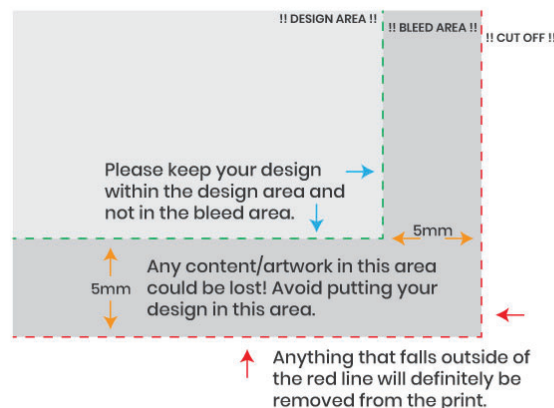 !! DESIGN AREA !!
!! BLEED AREA !!
!! CUT OFF !!
Please keep your design
within the design area and
not in the bleed area.
5mm
Any content/artwork in this area
could be lost! Avoid putting your
design in this area.
5mm
Anything that falls outside of
the red line will definitely be
removed from the print.